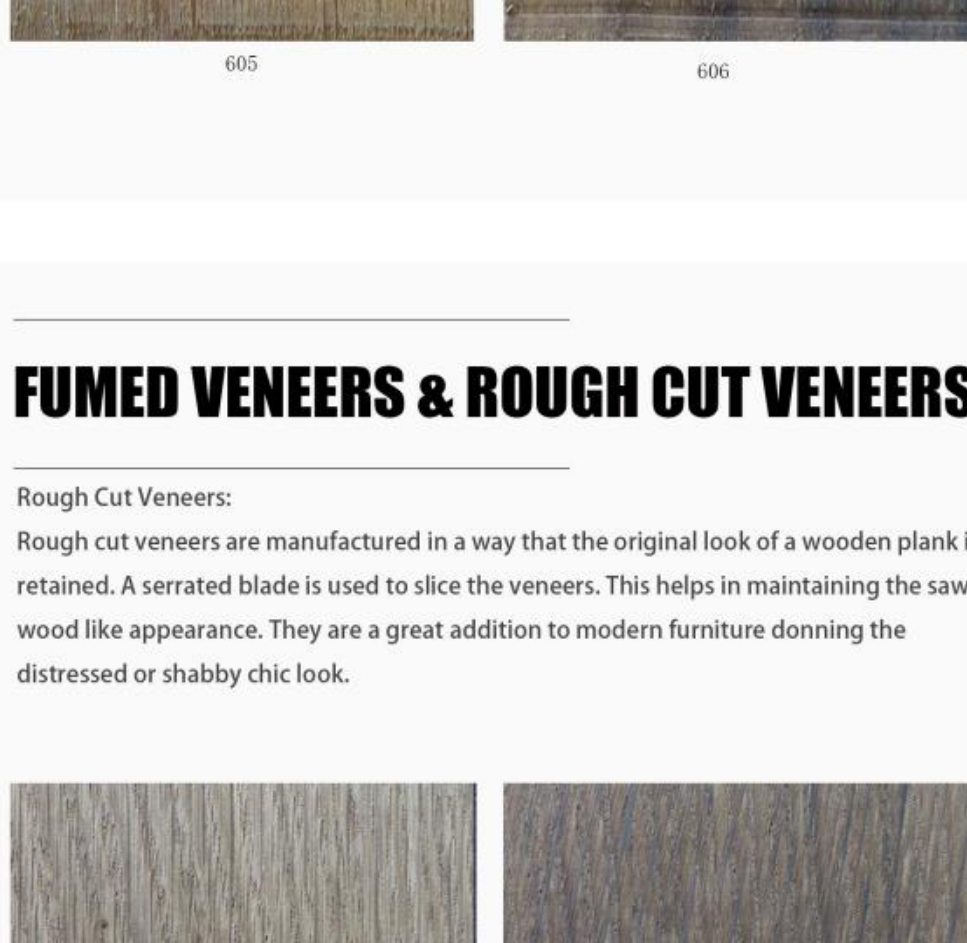 605
606
FUMED VENEERS & ROUGH CUT VENEERS
Rough Cut Veneers:
Rough cut veneers are manufactured in a way that the original look of a wooden plank
retained. A serrated blade is used to slice the veneers. This helps in maintaining the saw
wood like appearance. They are a great addition to modern furniture donning the
distressed or shabby chic look.